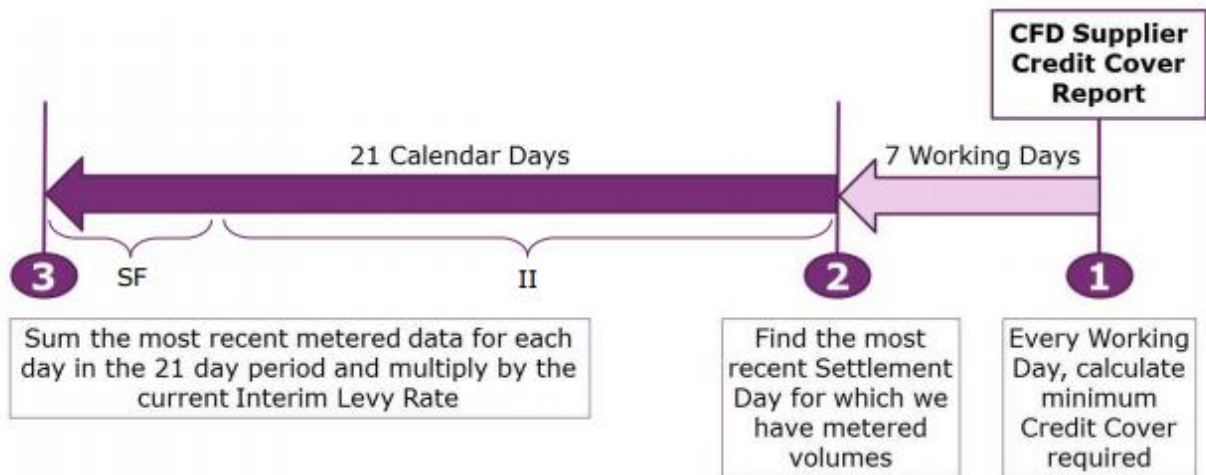 CFD Supplier
Credit Cover
Report
21 Calendar Days
7 Working Days
SF
II
3
2
1
Sum the most recent metered data for each
day in the 21 day period and multiply by the
current Interim Levy Rate
Find the most
recent Settlement
Day for which we
have metered
volumes
Every Working
Day, calculate
minimum
Credit Cover
required